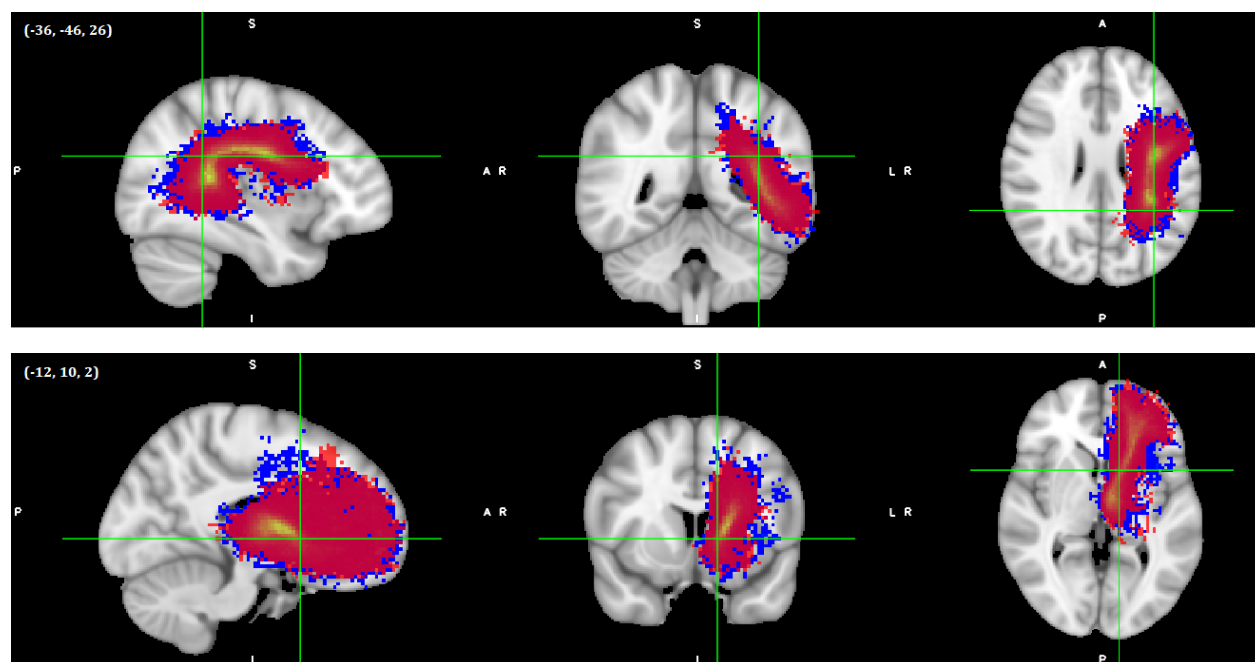 (-36, -46, 26)
S S A
P A R L R
I I P
(-12, 10, 2)
S S A
P A R L R
I I P